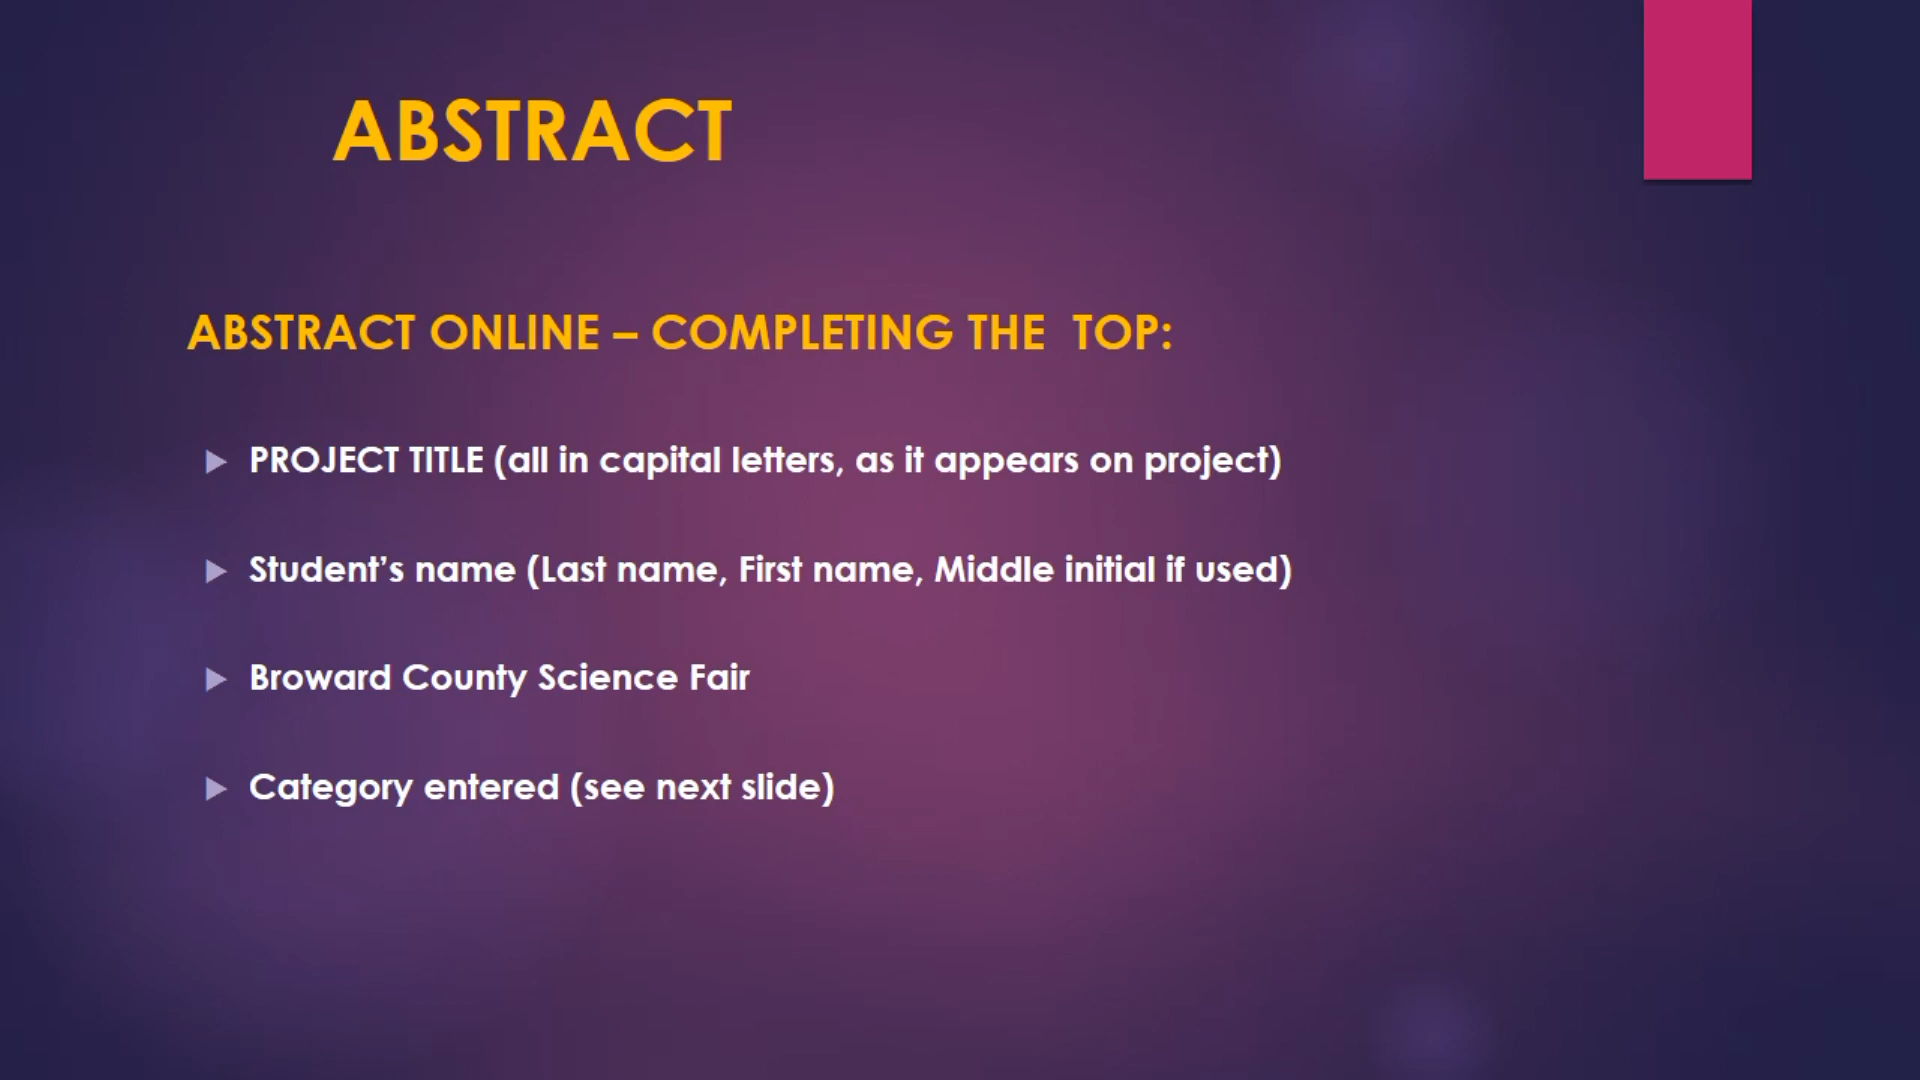 ABSTRACT
ABSTRACT ONLINE – COMPLETING THE  TOP:
PROJECT TITLE (all in capital letters, as it appears on project)
Student’s name (Last name, First name, Middle initial if used)
Broward County Science Fair
Category entered (see next slide)